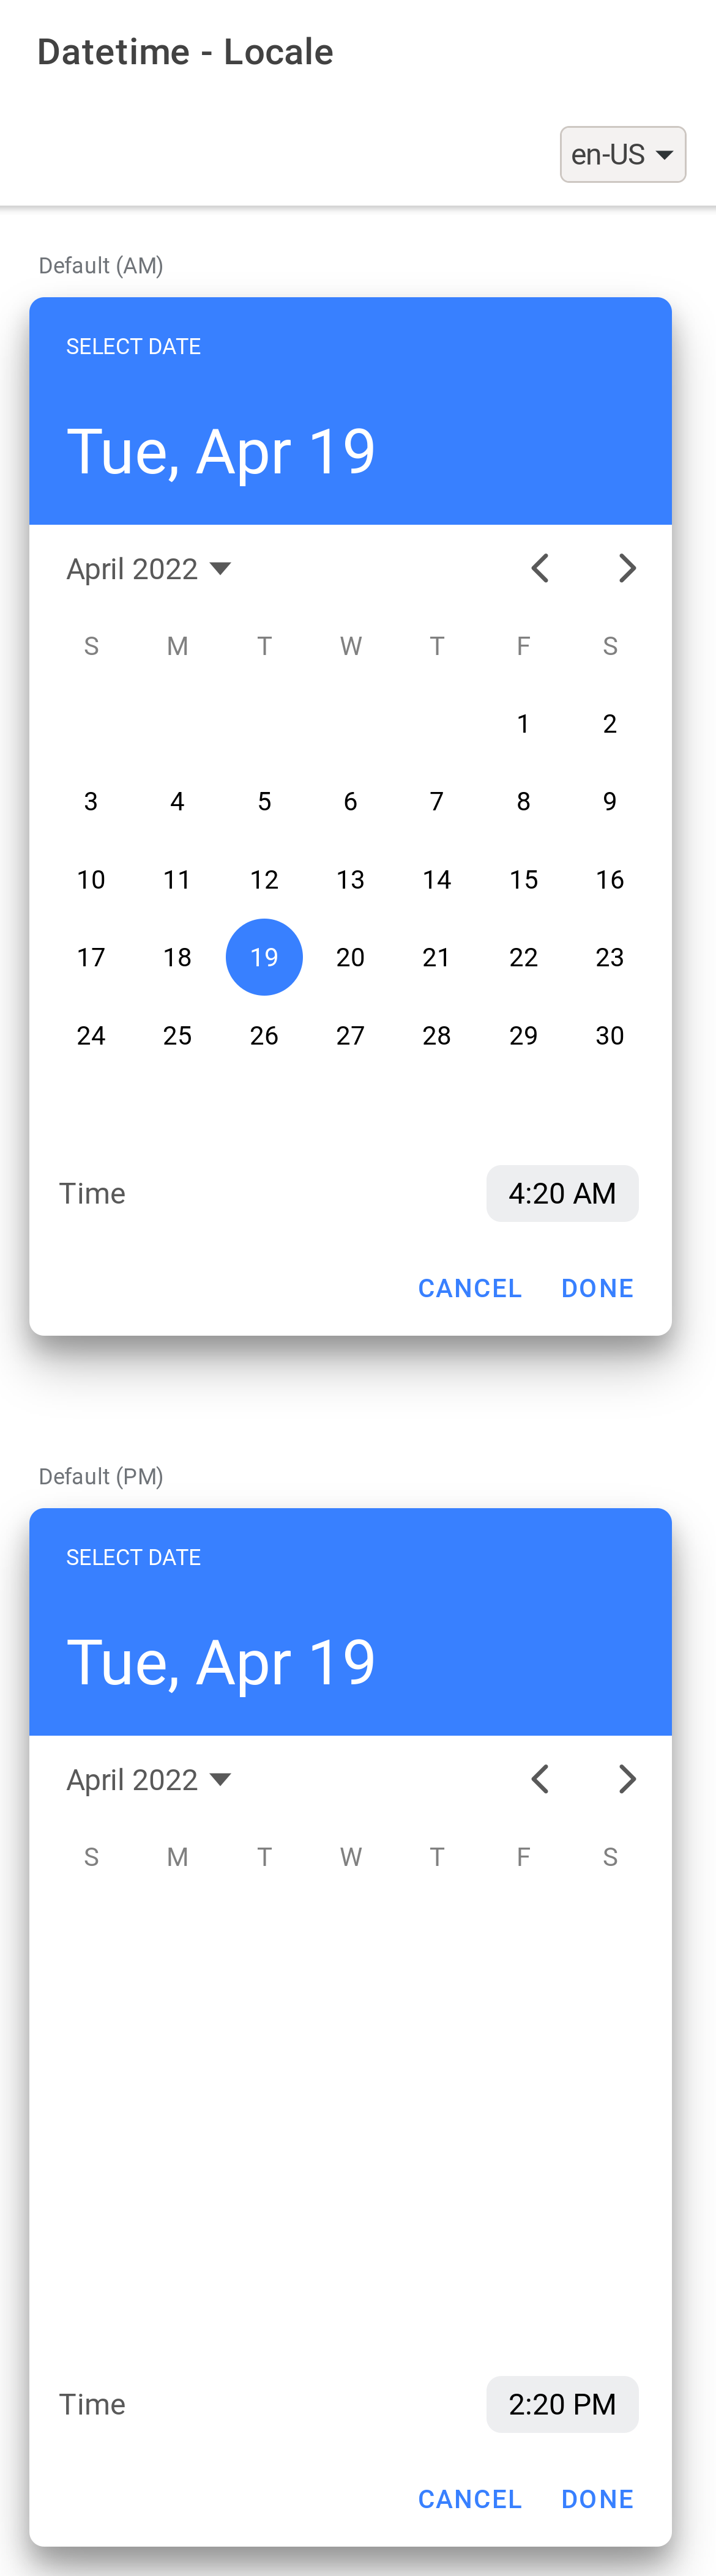 Datetime - Locale
en-US
Default (AM)
SELECT DATE
Tue, Apr 19
April 2022
S M T W T F S
1 2
3 4 5 6 7 8 9
10 11 12 13 14 15 16
17 18 19 20 21 22 23
24 25 26 27 28 29 30
Time 4:20 AM
CANCEL DONE
Default (PM)
SELECT DATE
Tue, Apr 19
April 2022
S M T W T F S
Time 2:20 PM
CANCEL DONE